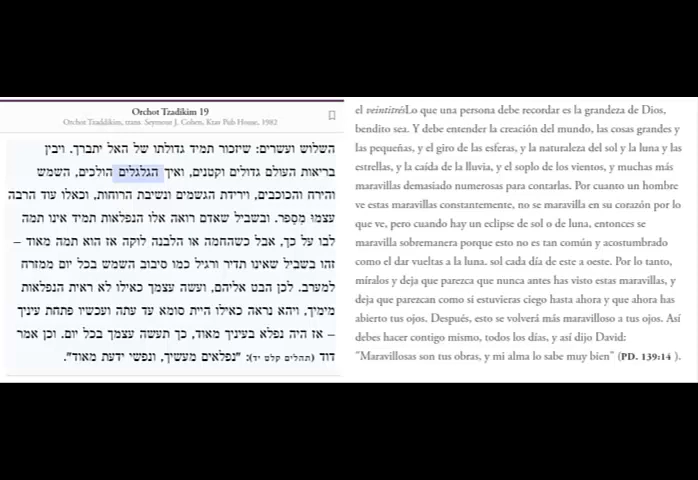 Orchot Tzadikim 19
Orchot Tzaddikim, trans. Seymour J. Cohen, Ktav Pub House, 1982
השלוש ועשרים: שיזכור תמיד גדולתו של האל יתברך. ויבין
בריאות העולם גדולים וקטנים, ואיך הגלגלים הולכים, השמש
והירח והכוכבים, וירידת הגשמים ונשיבת הרוחות, וכאלו עוד הרבה
עצמו מספר. ובשביל שאדם רואה אלו הנפלאות תמיד אינו תמה
לבו על כך, אבל כשהחמה או הלבנה לוקה אז הוא תמה מאוד –
זהו בשביל שאינו תדיר ורגיל כמו סיבוב השמש בכל יום ממזרח
למערב. לכן הבט אליהם, ועשה עצמך כאילו לא ראית הנפלאות
מימיך, ויהא נראה כאילו היית סומא עד עתה ועכשיו פתחת עיניך
– אז היה נפלא בעיניך מאוד, כך תעשה עצמך בכל יום. וכן אמר
דוד (תהלים קלט יד): "נפלאים מעשיך, ונפשי ידעת מאוד".
el veintitrésLo que una persona debe recordar es la grandeza de Dios,
bendito sea. Y debe entender la creación del mundo, las cosas grandes y
las pequeñas, y el giro de las esferas, y la naturaleza del sol y la luna y las
estrellas, y la caída de la lluvia, y el soplo de los vientos, y muchas más
maravillas demasiado numerosas para contarlas. Por cuanto un hombre
ve estas maravillas constantemente, no se maravilla en su corazón por lo
que ve, pero cuando hay un eclipse de sol o de luna, entonces se
maravilla sobremanera porque esto no es tan común y acostumbrado
como el dar vueltas a la luna. sol cada día de este a oeste. Por lo tanto,
míralos y deja que parezca que nunca antes has visto estas maravillas, y
deja que parezcan como si estuvieras ciego hasta ahora y que ahora has
abierto tus ojos. Después, esto se volverá más maravilloso a tus ojos. Así
debes hacer contigo mismo, todos los días, y así dijo David:
"Maravillosas son tus obras, y mi alma lo sabe muy bien" (PD. 139:14 ).